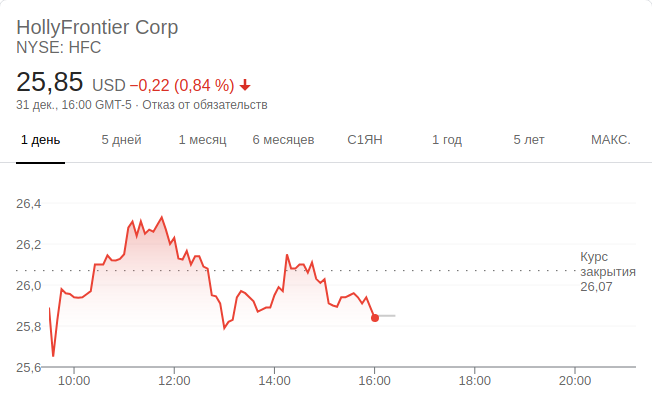 HollyFrontier Corp
NYSE: HFC
25,85 USD −0,22 (0,84 %)
31 дек., 16:00 GMT-5 · Отказ от обязательств
1 день 5 дней 1 месяц 6 месяцев С1ЯН 1 год 5 лет МАКС.
26,4
26,2
Курс
закрытия
26,07
26,0
25,8
25,6
10:00 12:00 14:00 16:00 18:00 20:00